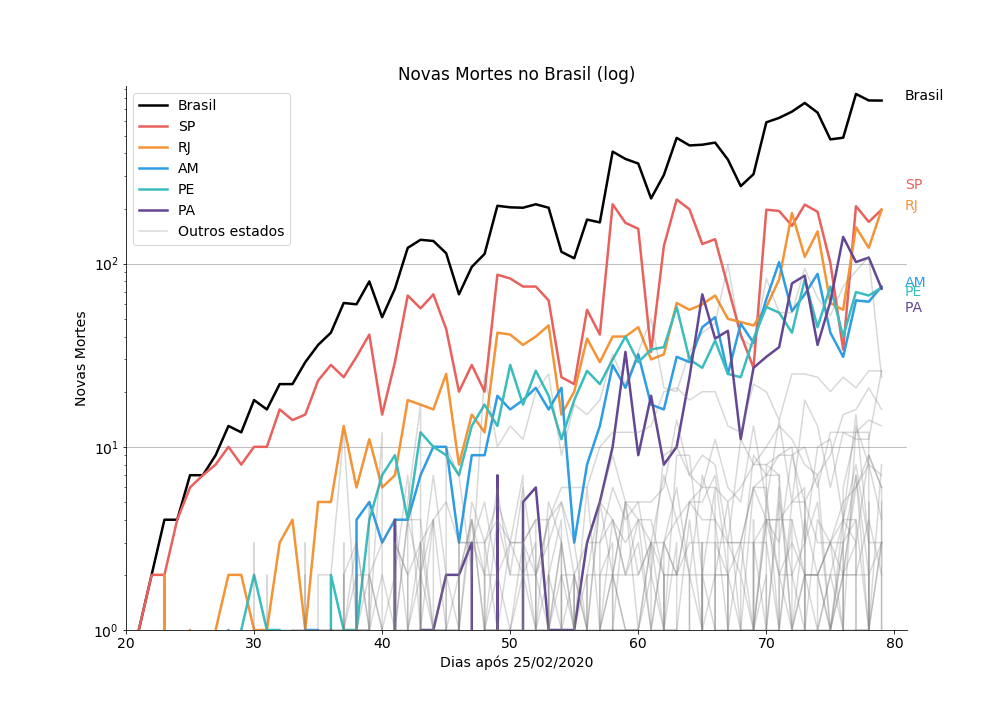 Novas Mortes no Brasil (log)
Brasil
SP
RJ
AM
PE
PA
Outros estados
Brasil
SP
RJ
AM
PE
PA
Novas Mortes
10²
10¹
10⁰
20
30
40
50
60
70
80
Dias após 25/02/2020